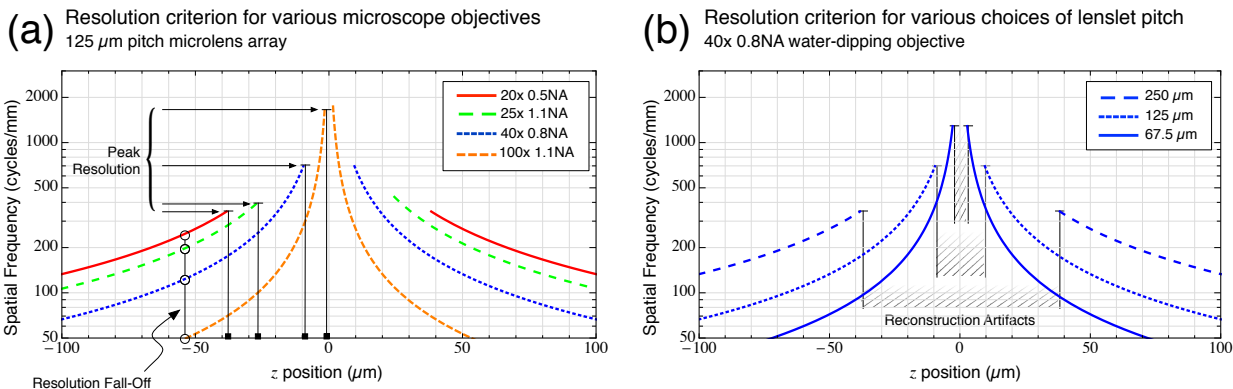 (a) Resolution criterion for various microscope objectives
125 µm pitch microlens array
Spatial Frequency (cycles/mm)
2000
1000
500
200
100
50
Peak
Resolution
20x 0.5NA
25x 1.1NA
40x 0.8NA
100x 1.1NA
−100
−50
0
50
100
z position (µm)
Resolution Fall-Off
(b) Resolution criterion for various choices of lenslet pitch
40x 0.8NA water-dipping objective
Spatial Frequency (cycles/mm)
2000
1000
500
200
100
50
250 µm
125 µm
67.5 µm
Reconstruction Artifacts
−100
−50
0
50
100
z position (µm)